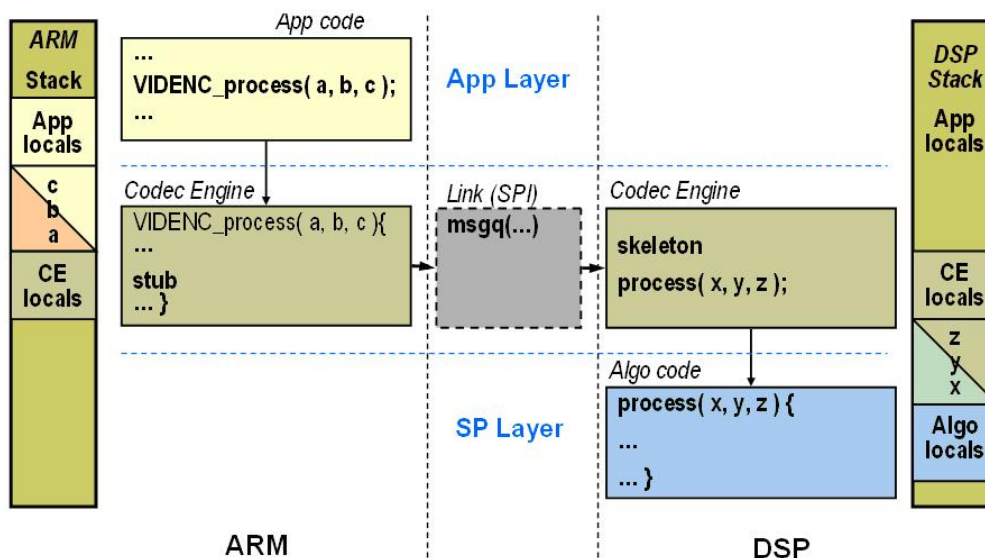 ARM
Stack
App
locals
c
b
a
CE
locals
App code
...
VIDENC_process( a, b, c );
...
Codec Engine
VIDENC_process( a, b, c ){
...
stub
... }
App Layer
Link (SPI)
msgq(...)
SP Layer
Codec Engine
skeleton
process( x, y, z );
Algo code
process( x, y, z ) {
...
... }
DSP
Stack
App
locals
CE
locals
z
y
x
Algo
locals
ARM
DSP